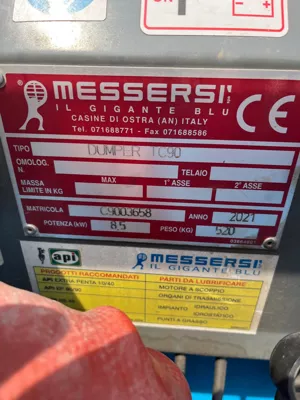 MESSERSI' SPA
IL GIGANTE BLU
CASINE DI OSTRA (AN) ITALY
Tel. 071688771 - Fax 071688586
CE
TIPO DUMPER TC90
OMOLOG. N. TELAIO
MASSA LIMITE IN KG MAX 1° ASSE 2° ASSE
MATRICOLA ANNO 2021
POTENZA (kW) 8,5 PESO (KG) 520
api MESSERSI'
IL GIGANTE BLU
PRODOTTI RACCOMANDATI PARTI DA LUBRIFICARE
MOTORE A SCOPPIO
ORGANI DI TRASMISSIONE
IMPIANTO IDRAULICO
IDROSTATICO
PUNTI A GRASSO